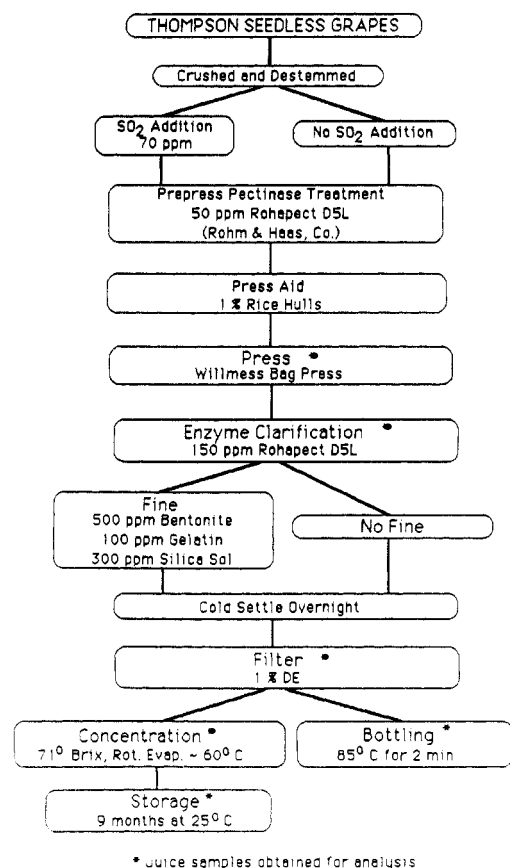 THOMPSON SEEDLESS GRAPES
Crushed and Destemmed
SO2 Addition
70 ppm
No SO2 Addition
Prepress Pectinase Treatment
50 ppm Rohapect D5L
(Rohm & Haas, Co.)
Press Aid
1 % Rice Hulls
Press *
Willmess Bag Press
Enzyme Clarification *
150 ppm Rohapect D5L
Fine
500 ppm Bentonite
100 ppm Gelatin
300 ppm Silica Sol
No Fine
Cold Settle Overnight
Filter *
1 % DE
Concentration *
71° Brix, Rot. Evap. ~ 60° C
Bottling *
85° C for 2 min
Storage *
9 months at 25° C
* Juice samples obtained for analysis